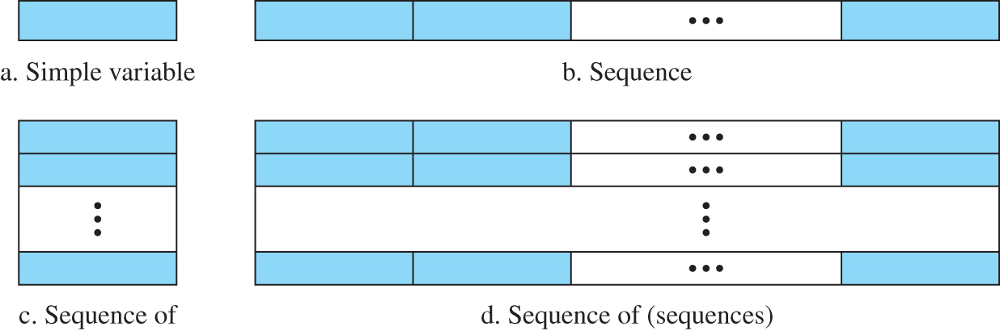 a. Simple variable
b. Sequence
c. Sequence of
d. Sequence of (sequences)